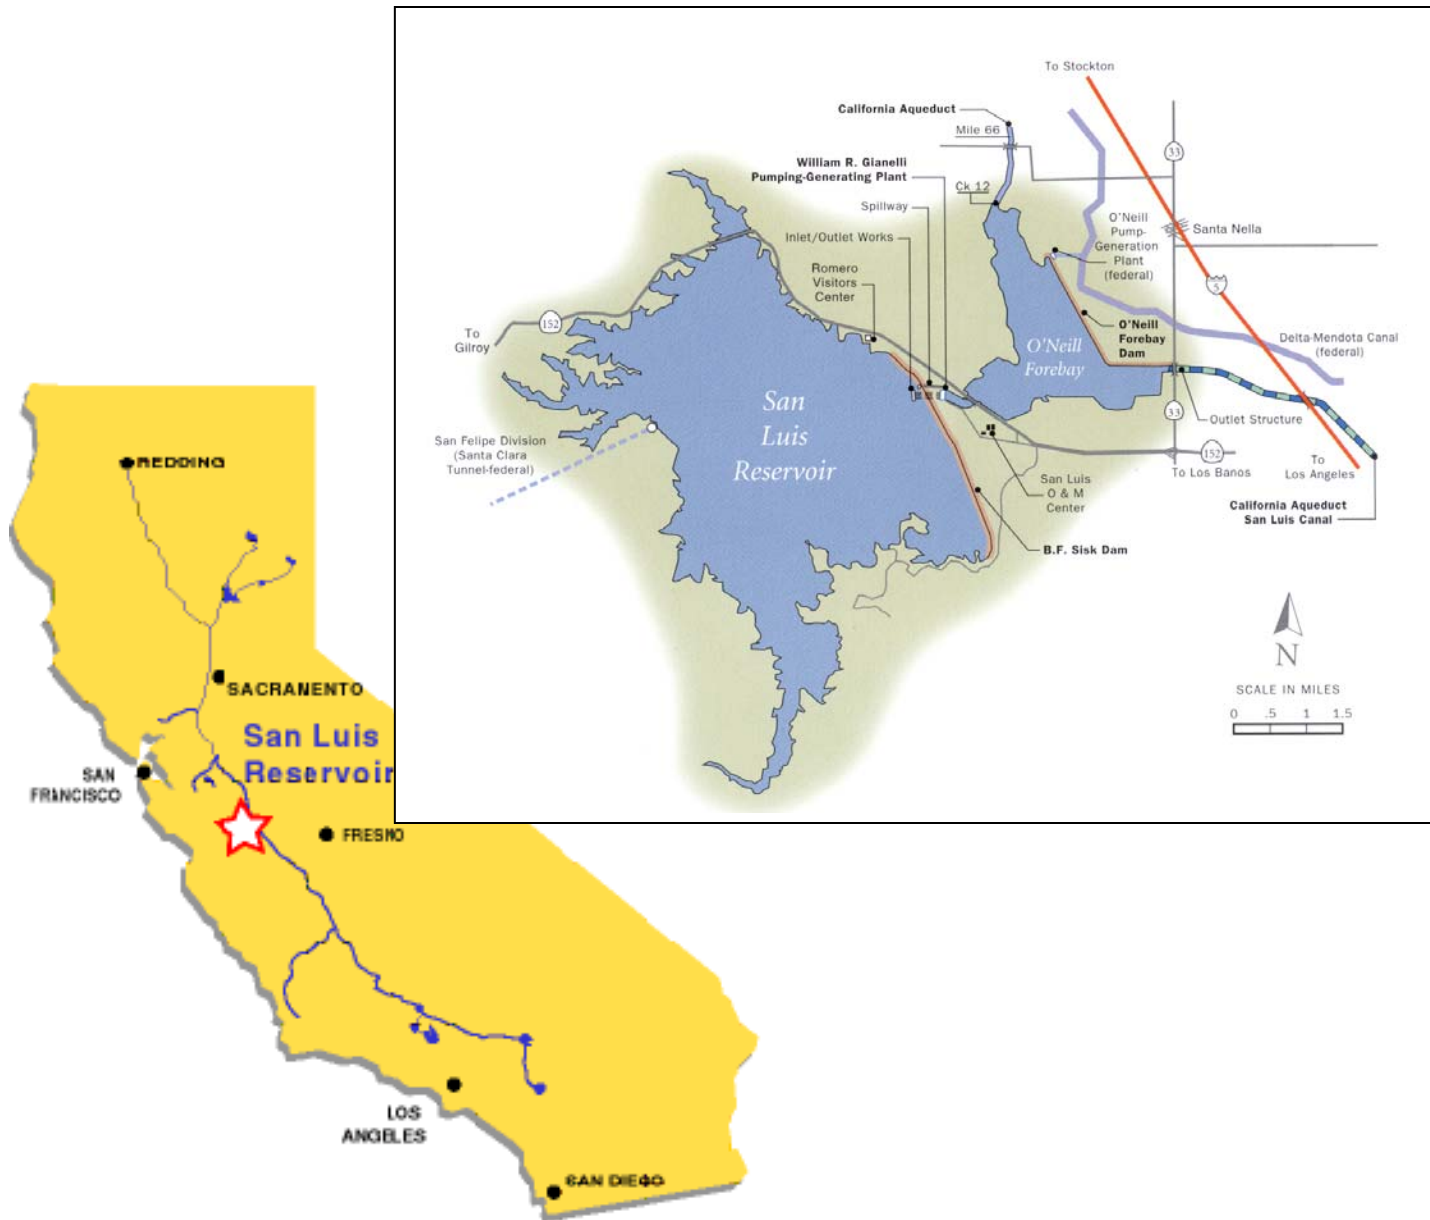 To Stockton
California Aqueduct
Mile 66
33
William R. Gianelli
Pumping-Generating Plant
Ck 12
Spillway
O'Neill
Pump-
Generation
Plant
(federal)
Santa Nella
Inlet/Outlet Works
Romero
Visitors
Center
5
152
To
Gilroy
O'Neill
Forebay
O'Neill
Forebay
Dam
Delta-Mendota Canal
(federal)
San
Luis
Reservoir
33
Outlet Structure
San Felipe Division
(Santa Clara
Tunnel-federal)
152
To Los Banos
To
Los Angeles
San Luis
O & M
Center
California Aqueduct
San Luis Canal
B.F. Sisk Dam
N
SCALE IN MILES
0 .5 1 1.5
REDDING
SACRANENTO
San Luis
Reservoir
SAN
FRANCISCO
FRESNO
LOS
ANGELES
SAN DIEGO